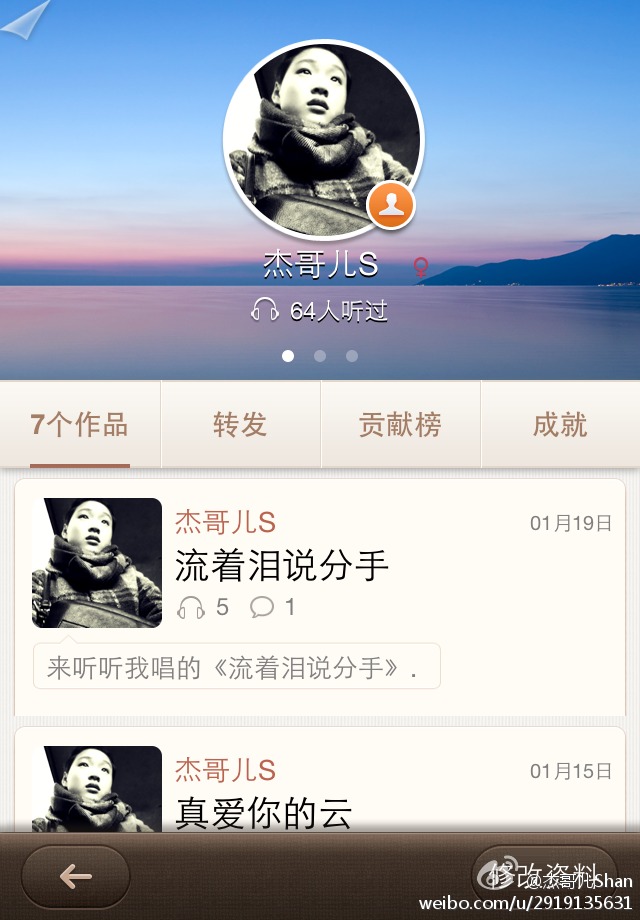 杰哥儿S
64人听过
7个作品 转发 贡献榜 成就
杰哥儿S 01月19日
流着泪说分手
5 1
来听听我唱的《流着泪说分手》.
杰哥儿S 01月15日
真爱你的云
修改资料
@杰哥儿Shan
weibo.com/u/2919135631